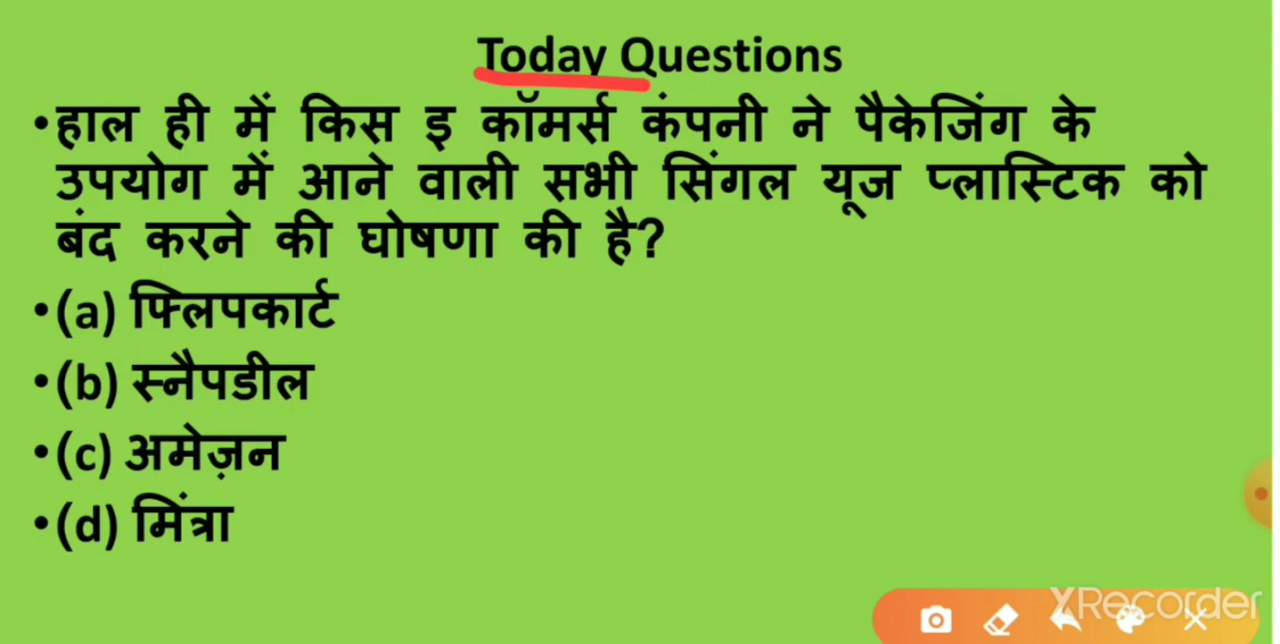 Today Questions
•हाल ही में किस इ कॉमर्स कंपनी ने पैकेजिंग के
उपयोग में आने वाली सभी सिंगल यूज प्लास्टिक को
बंद करने की घोषणा की है?
•(a) फ्लिपकार्ट
•(b) स्नैपडील
•(c) अमेज़न
•(d) मिंत्रा
XRecorder